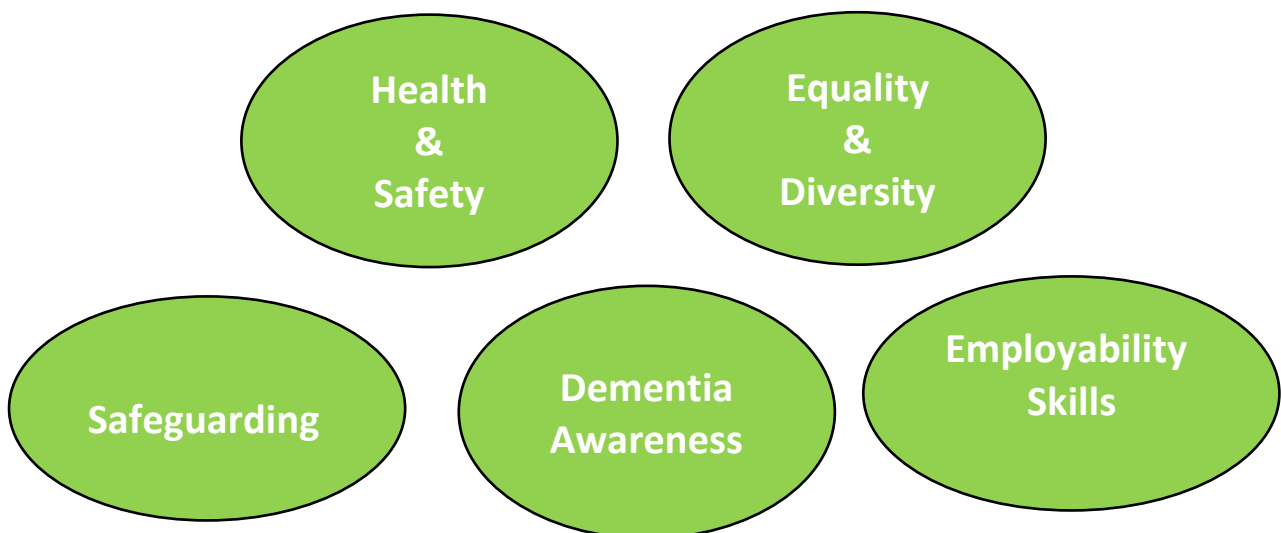 Health
&
Safety
Equality
&
Diversity
Safeguarding
Dementia
Awareness
Employability
Skills